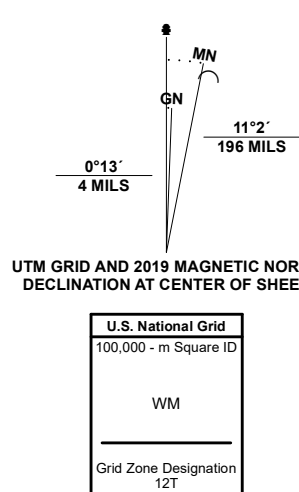 MN
GN
11°2´
196 MILS
0°13´
4 MILS
UTM GRID AND 2019 MAGNETIC NOR
DECLINATION AT CENTER OF SHEE
U.S. National Grid
100,000 - m Square ID
WM
Grid Zone Designation
12T